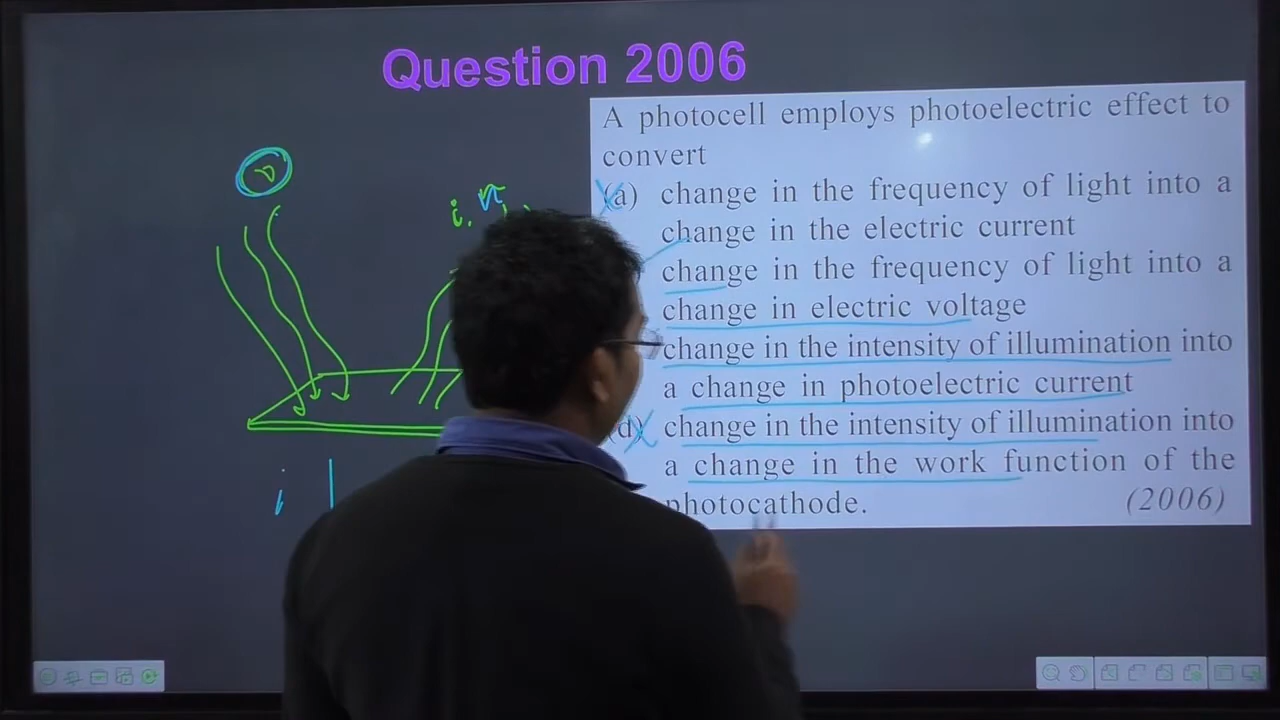 Question 2006
A photocell employs photoelectric effect to
convert
(a) change in the frequency of light into a
change in the electric current
change in the frequency of light into a
change in electric voltage
change in the intensity of illumination into
a change in photoelectric current
(d) change in the intensity of illumination into
a change in the work function of the
photocathode. (2006)
i